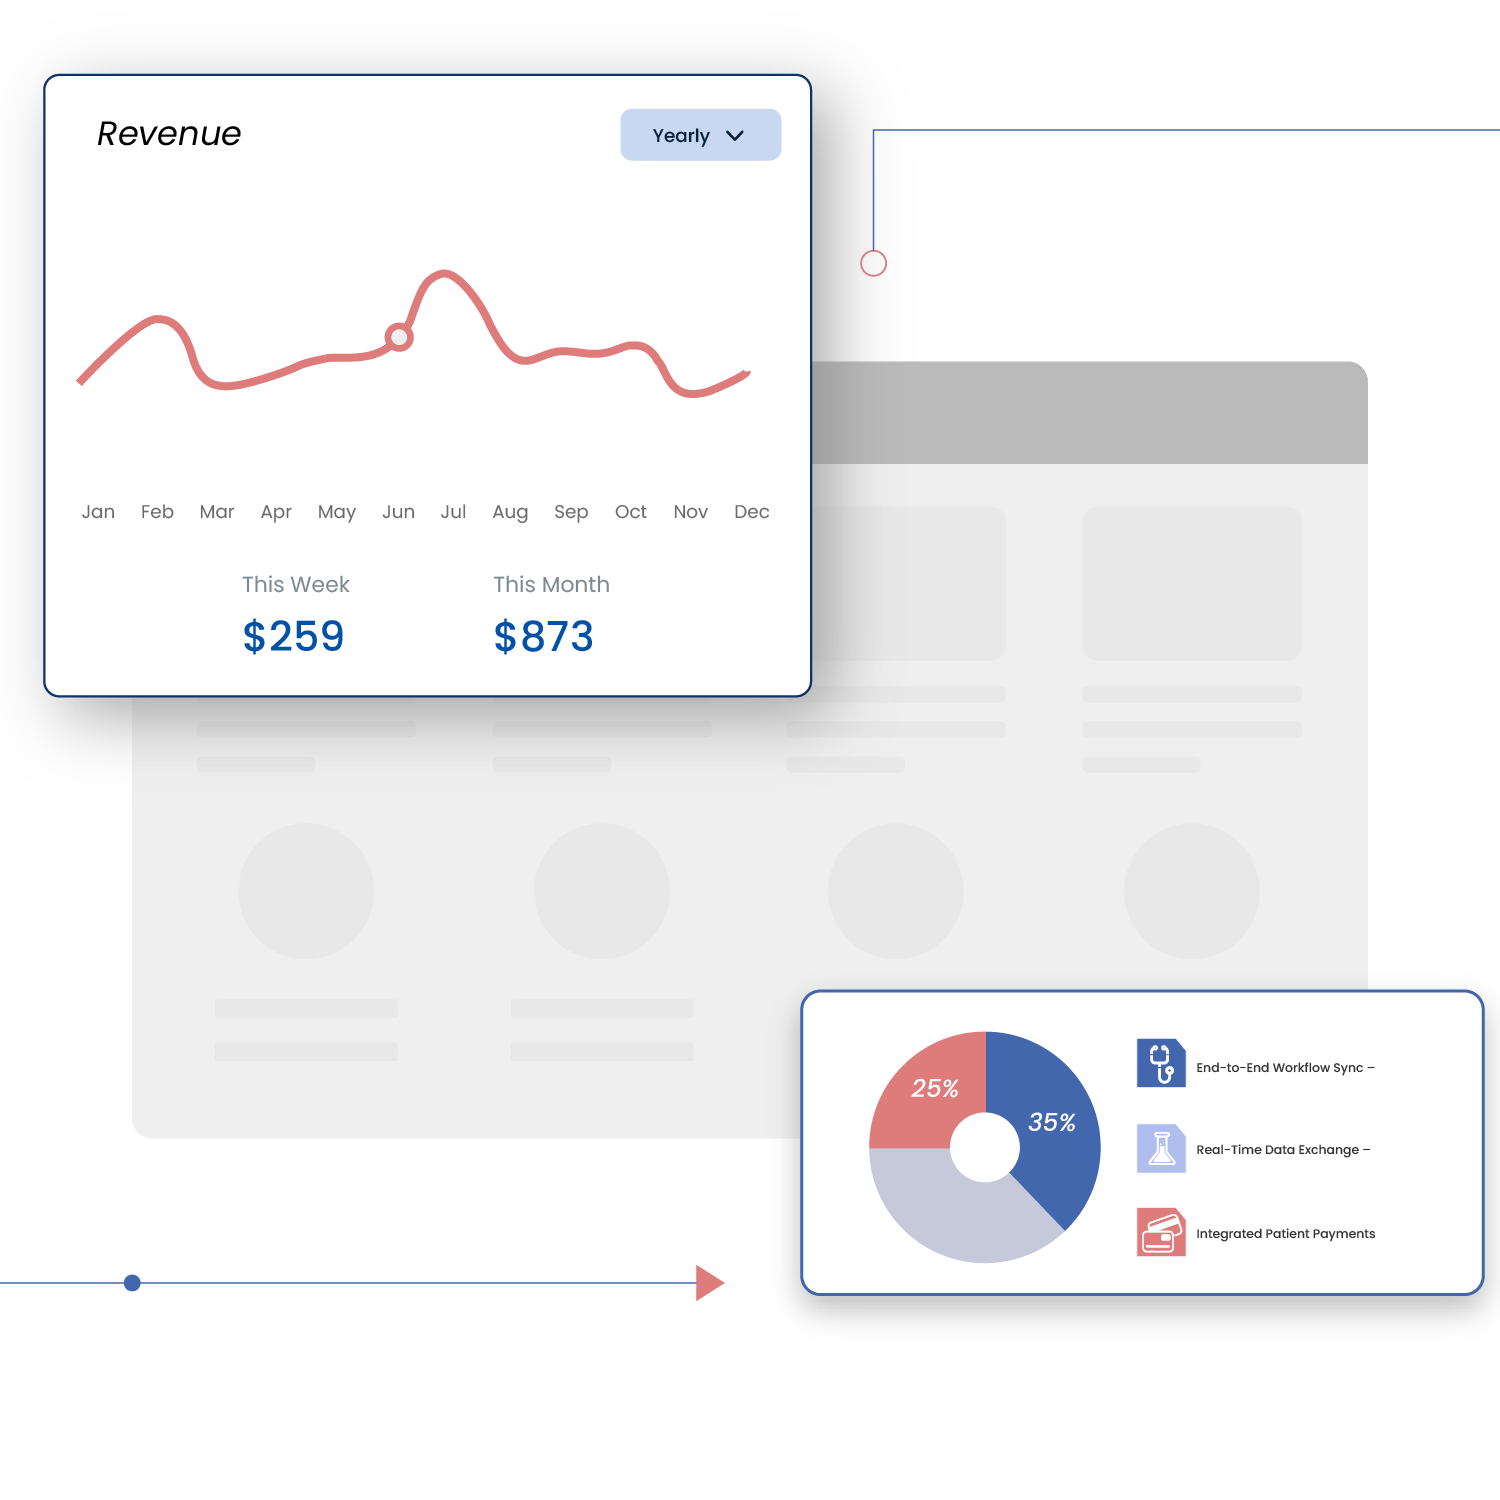 Revenue
Yearly
Jan Feb Mar Apr May Jun Jul Aug Sep Oct Nov Dec
This Week This Month
$259 $873
25%
35%
End-to-End Workflow Sync –
Real-Time Data Exchange –
Integrated Patient Payments